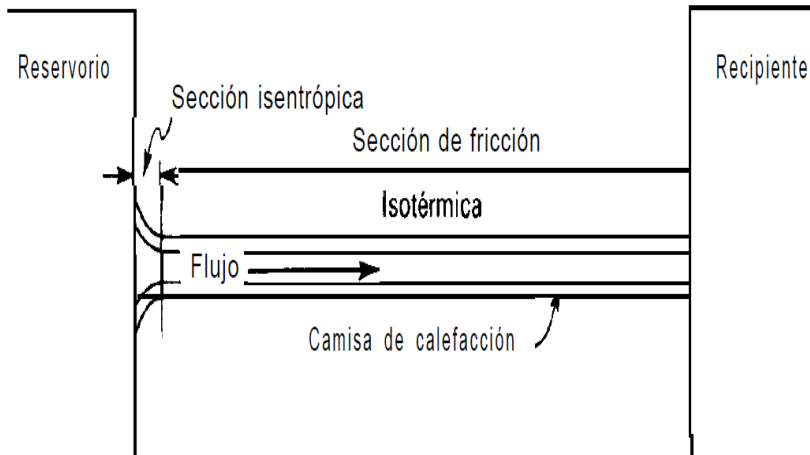 Reservorio
Recipiente
Sección isentrópica
Sección de fricción
Isotérmica
Flujo
Camisa de calefacción